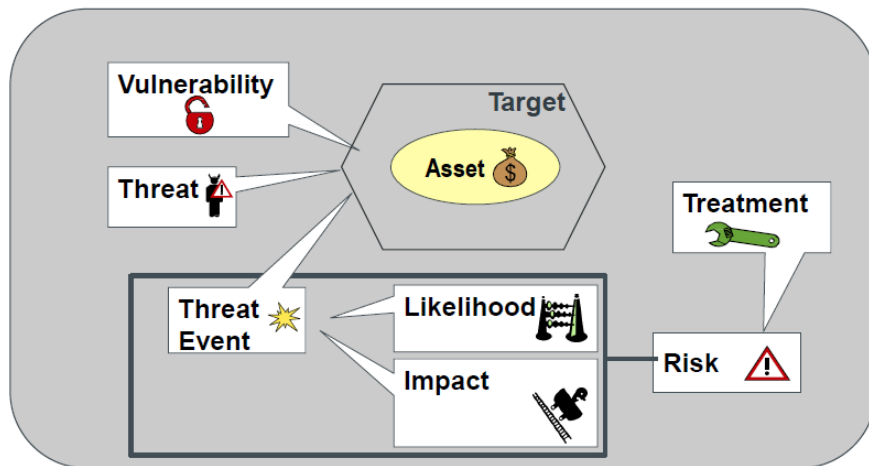 Vulnerability
Target
Asset
$
Threat
!
Treatment
Threat
Event
Likelihood
Impact
Risk
!